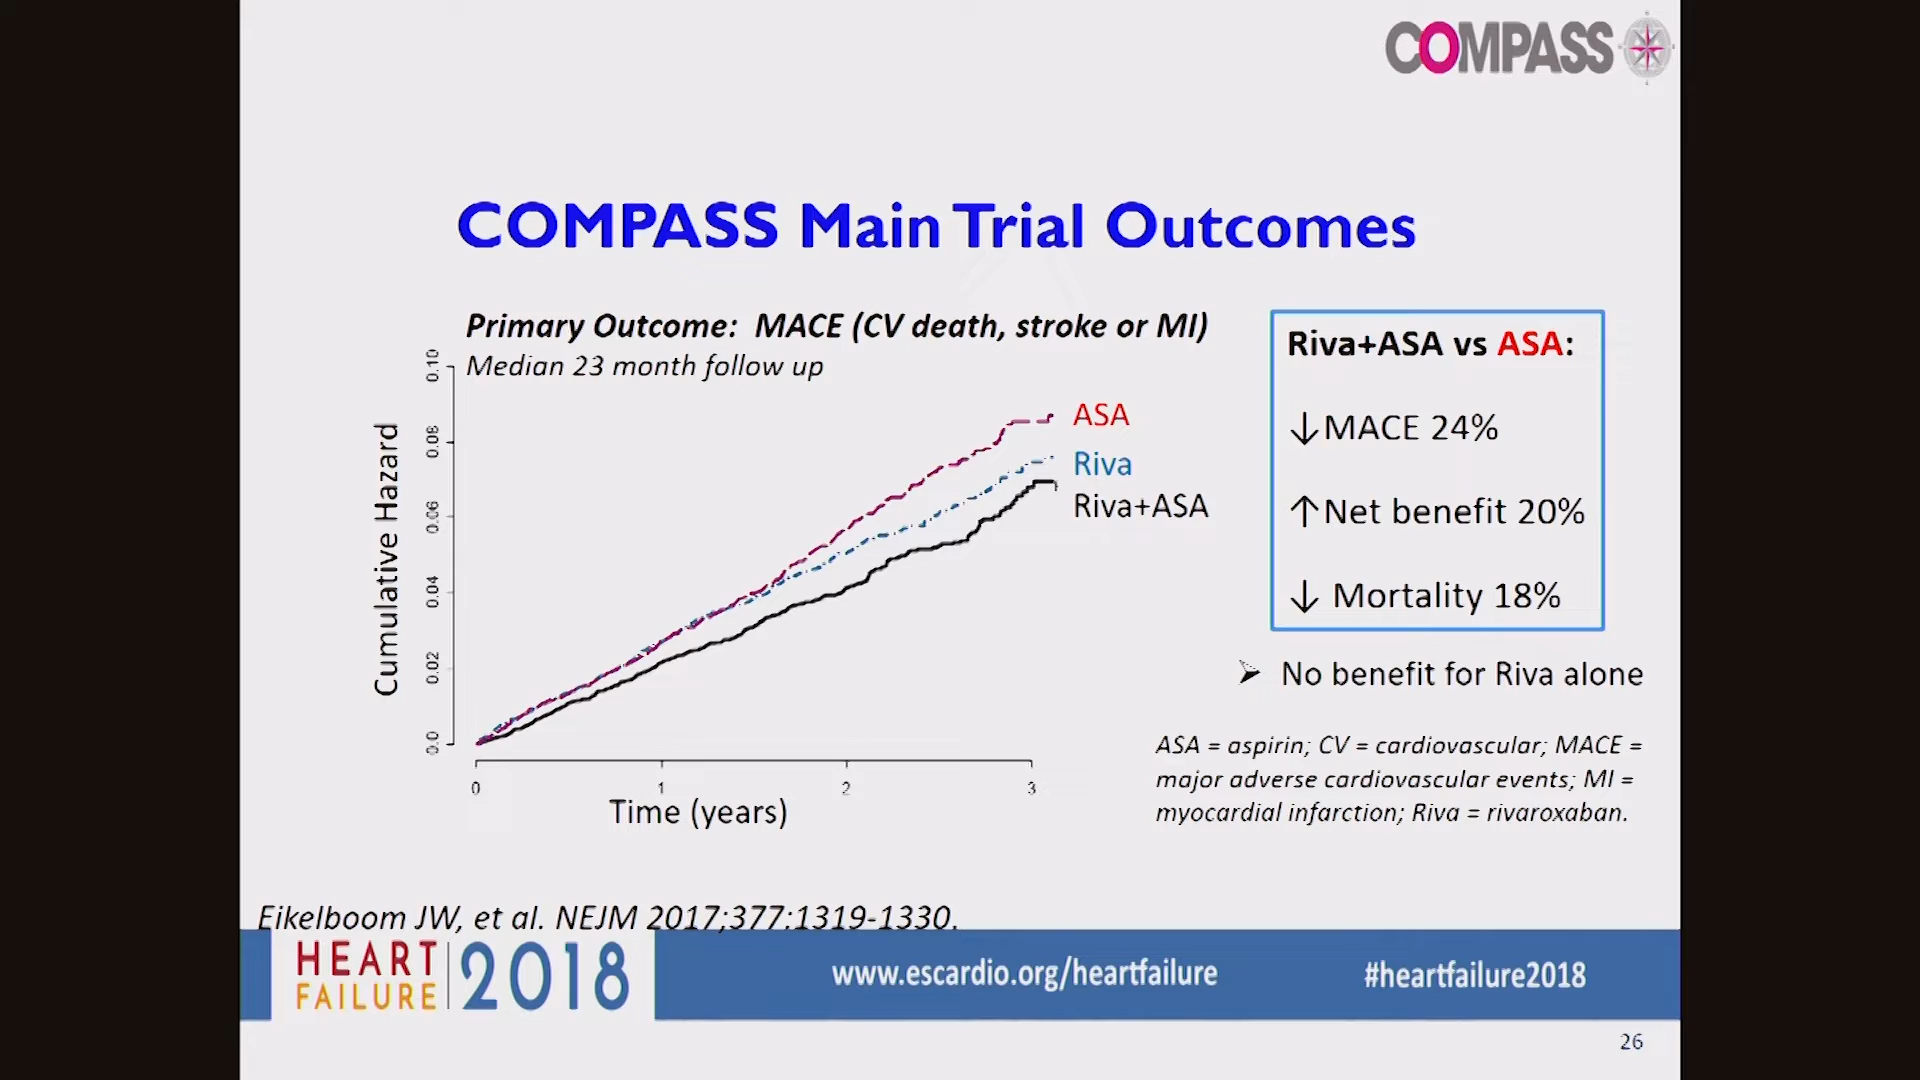 COMPASS
COMPASS Main Trial Outcomes
Primary Outcome: MACE (CV death, stroke or MI)
Median 23 month follow up
Cumulative Hazard
0.10
0.08
0.06
0.04
0.02
0.0
0 1 2 3
Time (years)
ASA
Riva
Riva+ASA
Riva+ASA vs ASA:
↓MACE 24%
↑Net benefit 20%
↓ Mortality 18%
➢ No benefit for Riva alone
ASA = aspirin; CV = cardiovascular; MACE =
major adverse cardiovascular events; MI =
myocardial infarction; Riva = rivaroxaban.
Eikelboom JW, et al. NEJM 2017;377:1319-1330.
HEART
FAILURE
2018
www.escardio.org/heartfailure
#heartfailure2018
26